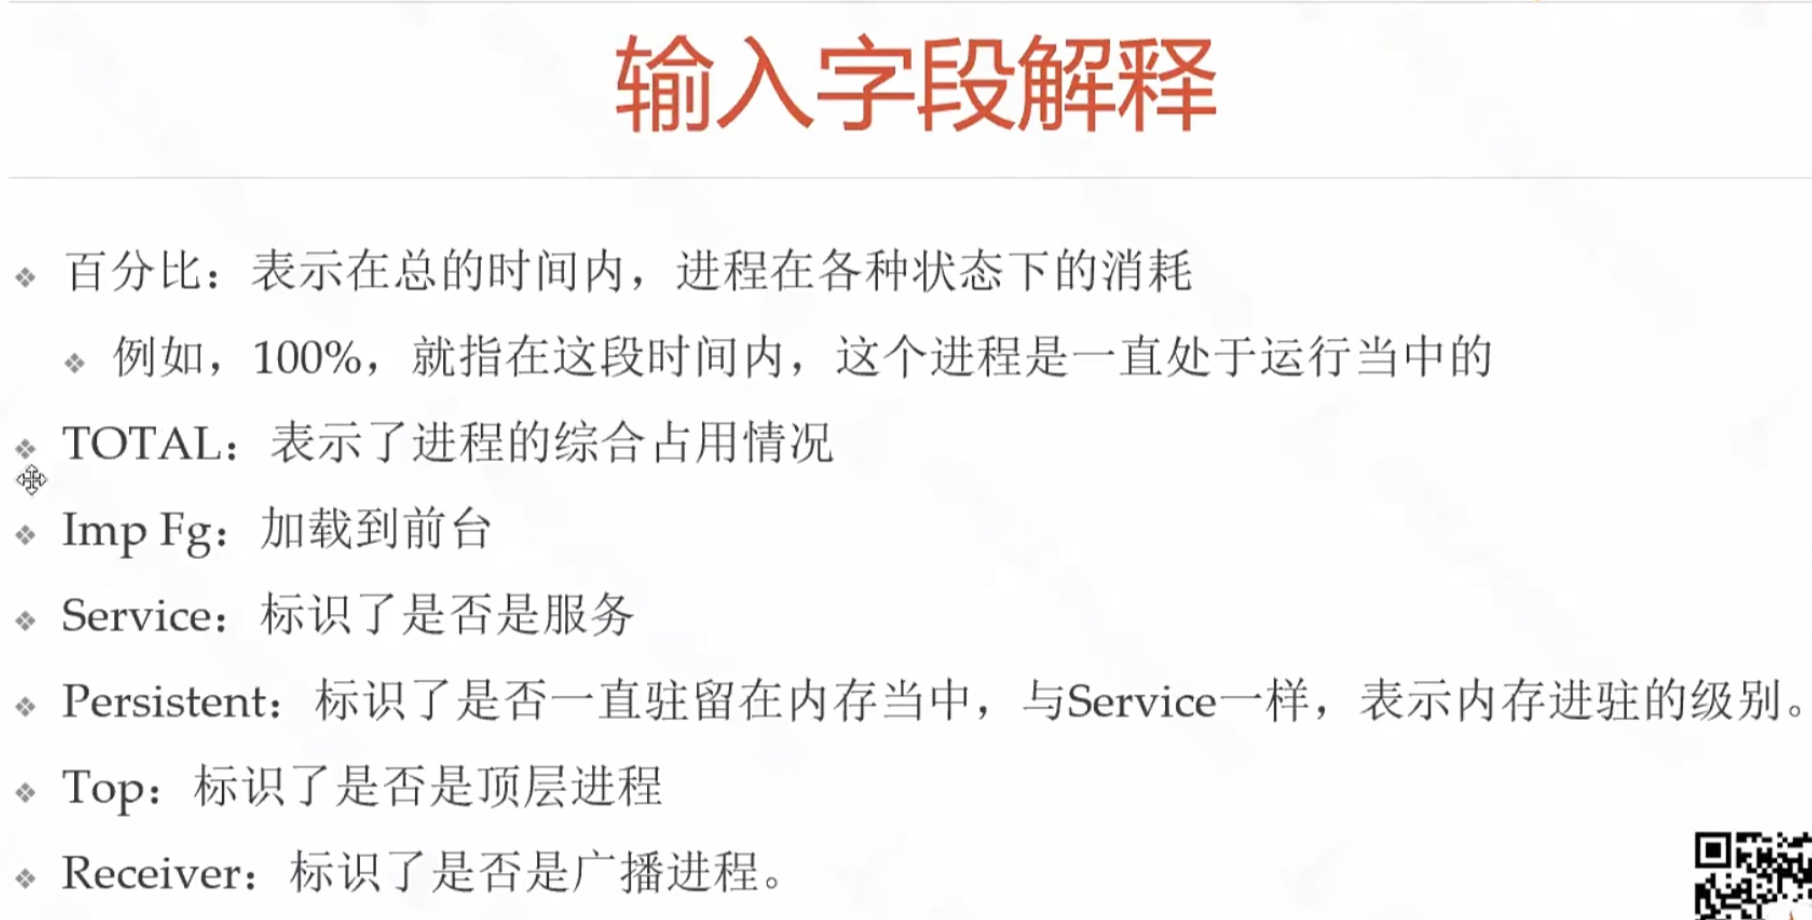 输入字段解释
百分比：表示在总的时间内，进程在各种状态下的消耗
例如，100%，就指在这段时间内，这个进程是一直处于运行当中的
TOTAL：表示了进程的综合占用情况
Imp Fg：加载到前台
Service：标识了是否是服务
Persistent：标识了是否一直驻留在内存当中，与Service一样，表示内存进驻的级别。
Top：标识了是否是顶层进程
Receiver：标识了是否是广播进程。